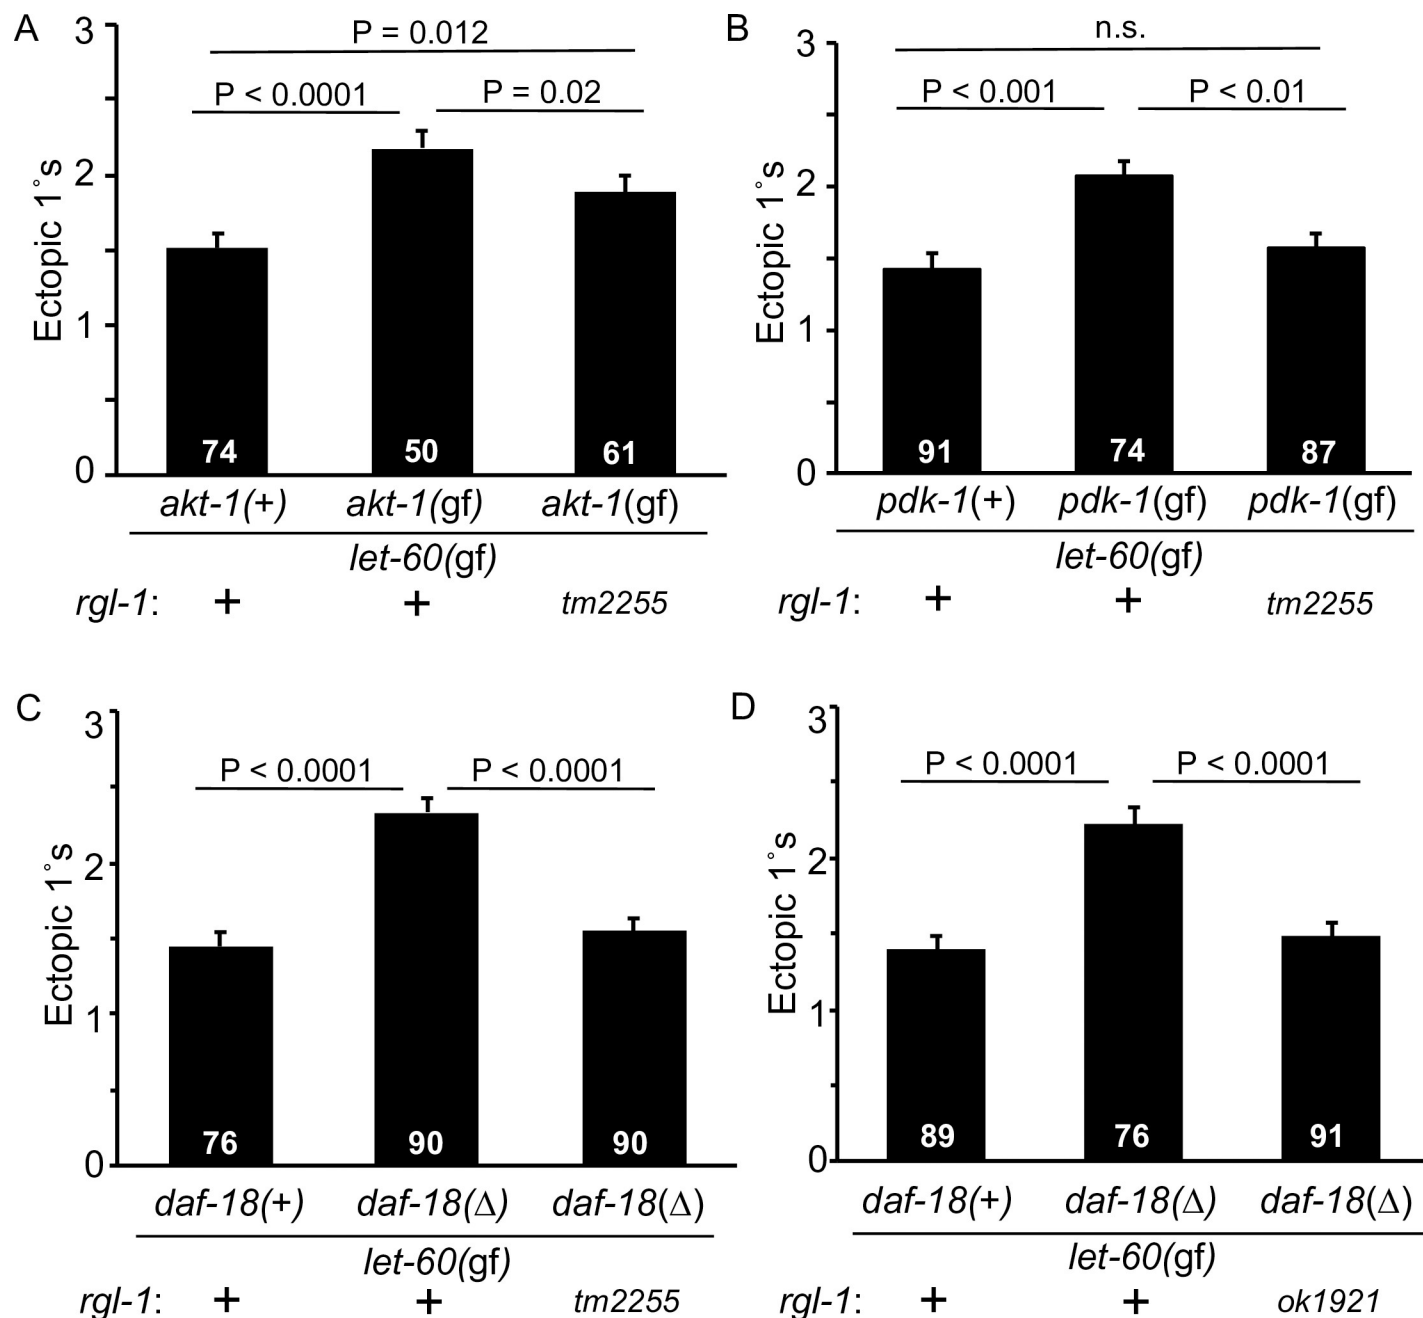 A
P = 0.012
P < 0.0001
P = 0.02
3
2
1
0
Ectopic 1˚s
74
50
61
akt-1(+)
akt-1(gf)
akt-1(gf)
let-60(gf)
rgl-1:
+
+
tm2255
B
n.s.
P < 0.001
P < 0.01
3
2
1
0
Ectopic 1˚s
91
74
87
pdk-1(+)
pdk-1(gf)
pdk-1(gf)
let-60(gf)
rgl-1:
+
+
tm2255
C
P < 0.0001
P < 0.0001
3
2
1
0
Ectopic 1˚s
76
90
90
daf-18(+)
daf-18(Δ)
daf-18(Δ)
let-60(gf)
rgl-1:
+
+
tm2255
D
P < 0.0001
P < 0.0001
3
2
1
0
Ectopic 1˚s
89
76
91
daf-18(+)
daf-18(Δ)
daf-18(Δ)
let-60(gf)
rgl-1:
+
+
ok1921